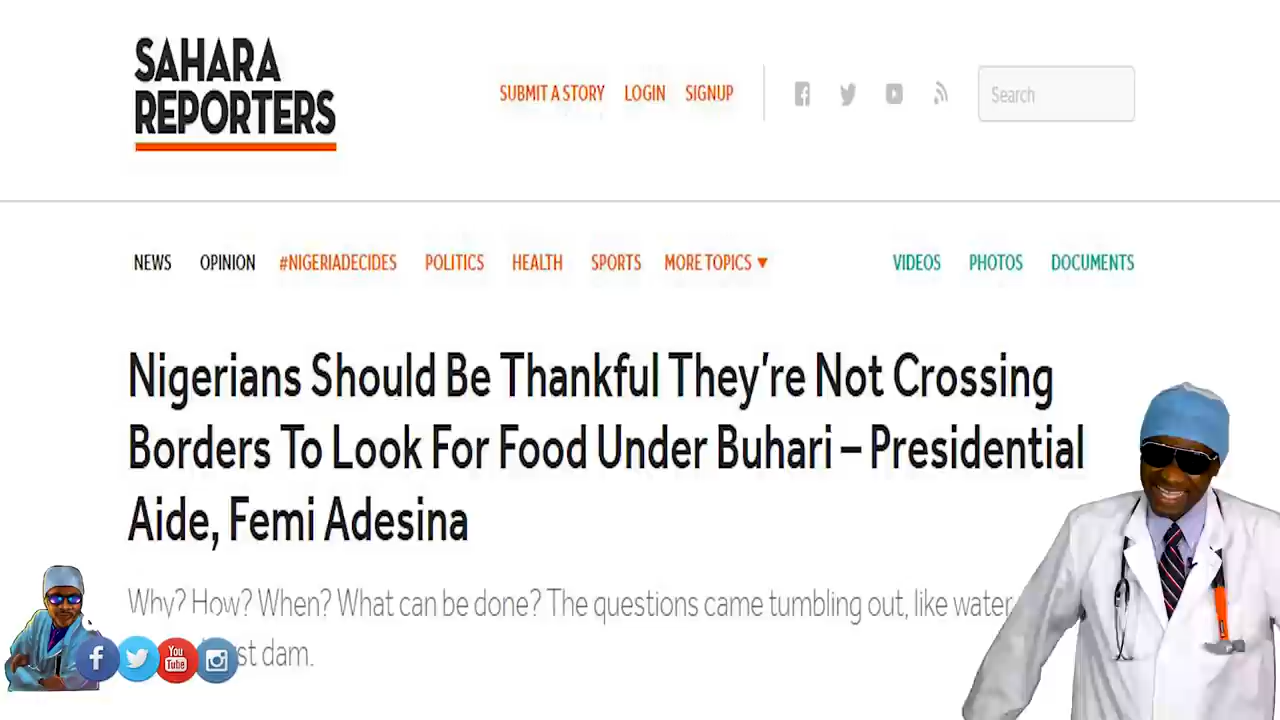 SAHARA
REPORTERS
SUBMIT A STORY LOGIN SIGNUP
Search
NEWS OPINION #NIGERIADECIDES POLITICS HEALTH SPORTS MORE TOPICS ▼ VIDEOS PHOTOS DOCUMENTS
Nigerians Should Be Thankful They’re Not Crossing
Borders To Look For Food Under Buhari – Presidential
Aide, Femi Adesina
Why? How? When? What can be done? The questions came tumbling out, like water
dam.
You
Tube